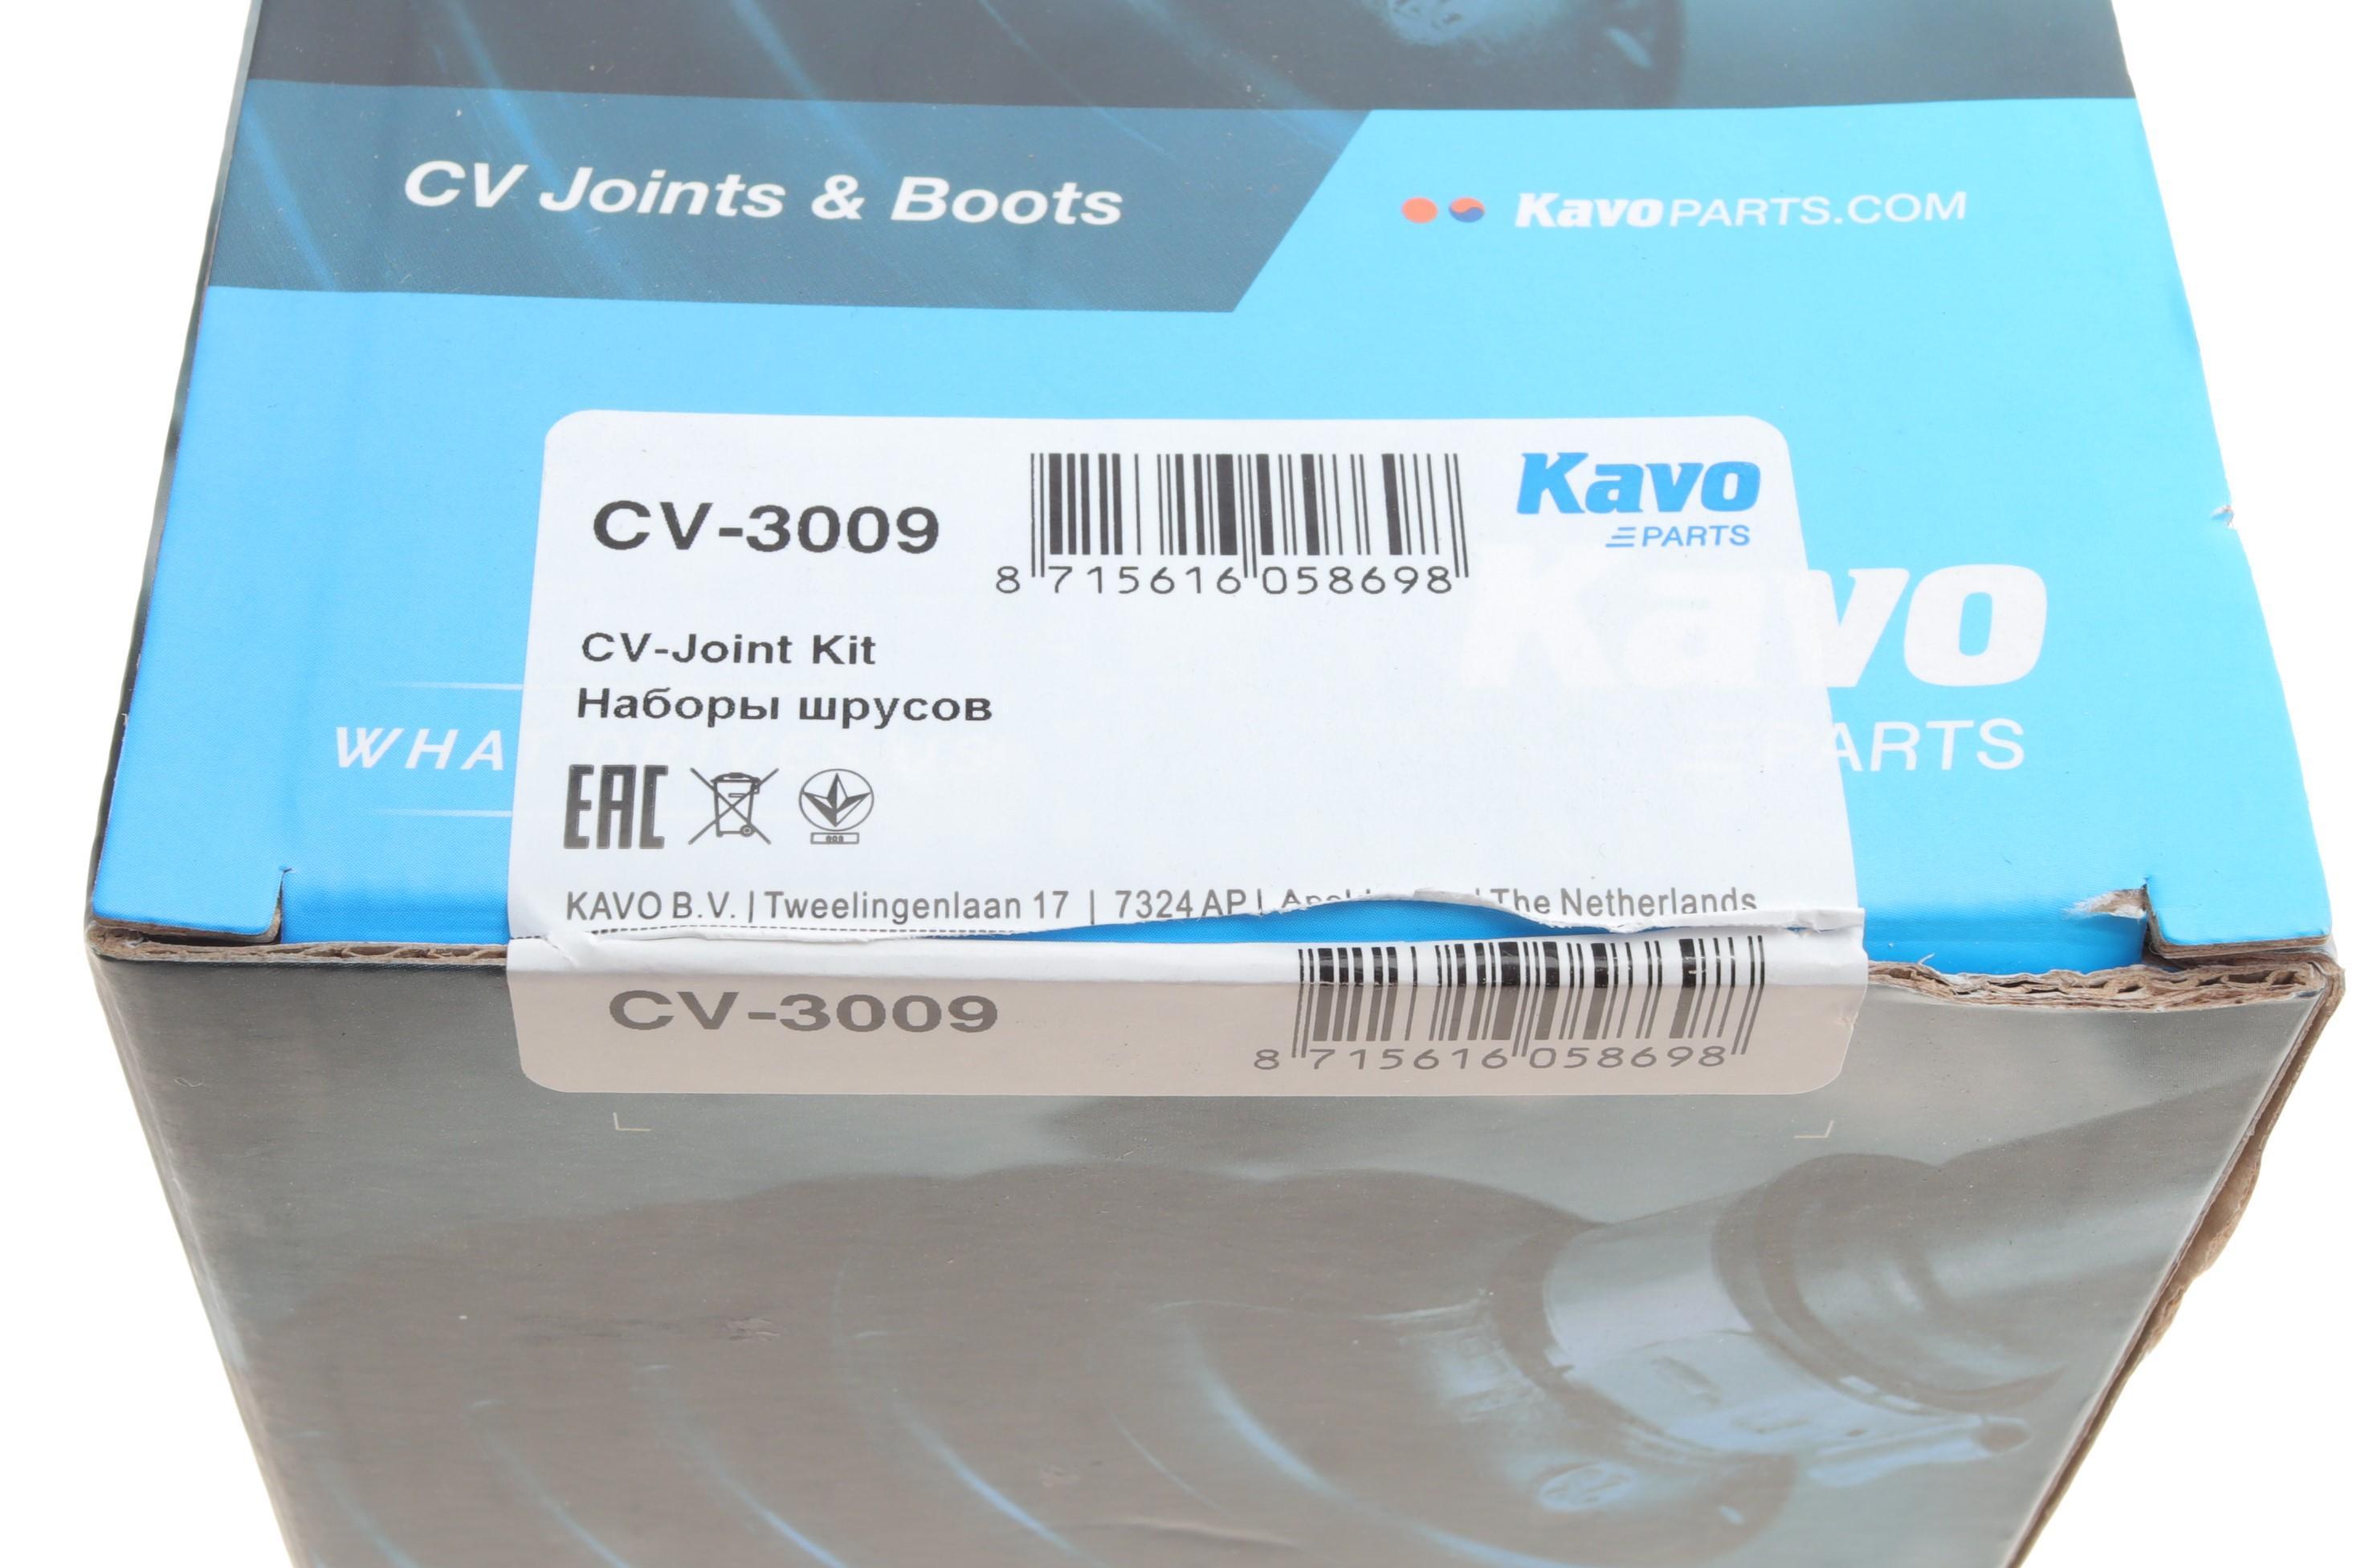 CV Joints & Boots
KavoPARTS.COM
CV-3009
8 715616 058698
Kavo
PARTS
CV-Joint Kit
Наборы шрусов
EAC
KAVO B.V. | Tweelingenlaan 17 | 7324 AP | The Netherlands
CV-3009
8 715616 058698